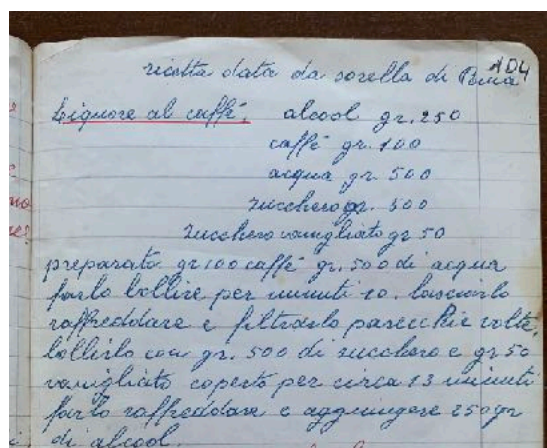 ricetta data da sorella di Pina
104
Liquore al caffè, alcool gr. 250
caffè gr. 100
acqua gr. 500
zucchero gr. 500
zucchero vanigliato gr 50
preparato gr 100 caffè gr. 500 di acqua
farlo bollire per minuti 10. lasciarlo
raffreddare e filtrarlo parecchie volte,
bollirlo con gr. 500 di zucchero e gr 50
vanigliato coperto per circa 13 minuti
farlo raffreddare e aggiungere 250 gr
di alcool.